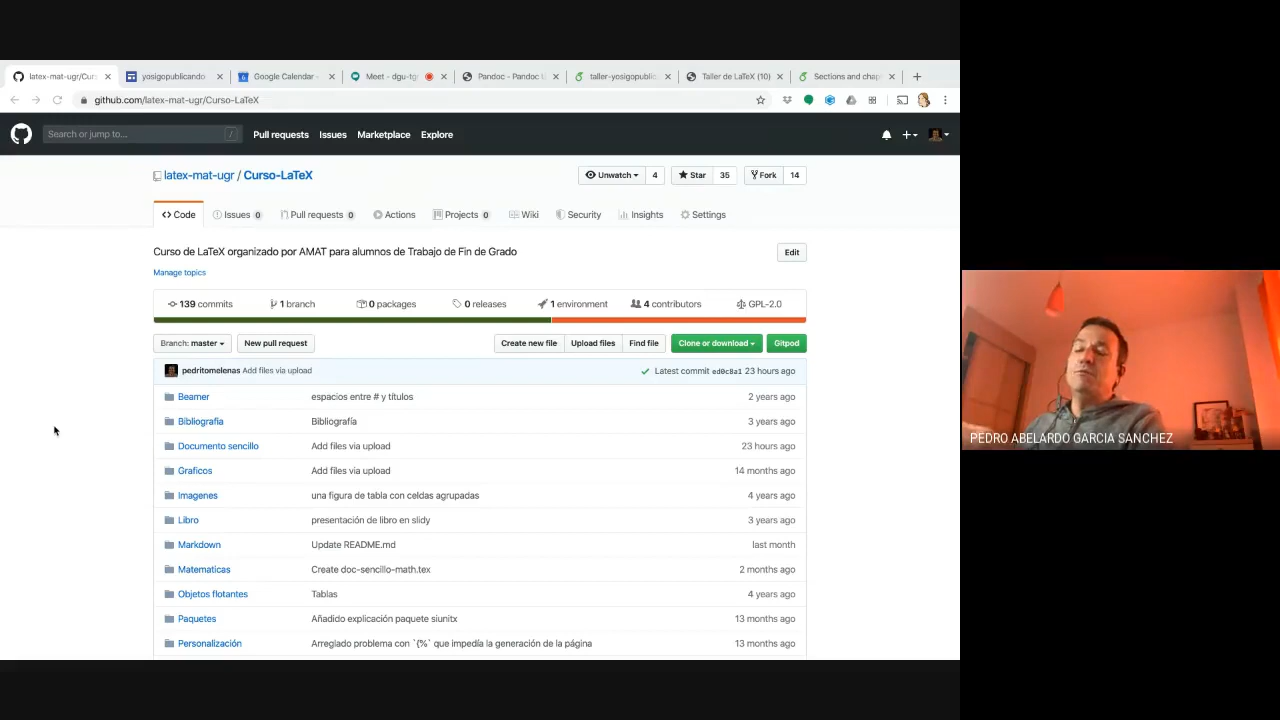 latex-mat-ugr/Cur
yosigopublicando
Google Calendar -
Meet - dgu-tg
Pandoc - Pandoc U
taller-yosigopublic
Taller de LaTeX (10)
Sections and chap
github.com/latex-mat-ugr/Curso-LaTeX
Search or jump to... /
Pull requests Issues Marketplace Explore
latex-mat-ugr / Curso-LaTeX
Unwatch 4 Star 35 Fork 14
Code Issues 0 Pull requests 0 Actions Projects 0 Wiki Security Insights Settings
Curso de LaTeX organizado por AMAT para alumnos de Trabajo de Fin de Grado
Edit
Manage topics
139 commits 1 branch 0 packages 0 releases 1 environment 4 contributors GPL-2.0
Branch: master New pull request Create new file Upload files Find file Clone or download Gitpod
pedritomelenas Add files via upload Latest commit ed0c8a1 23 hours ago
Beamer espacios entre # y títulos 2 years ago
Bibliografia Bibliografía 3 years ago
Documento sencillo Add files via upload 23 hours ago
Graficos Add files via upload 14 months ago
Imagenes una figura de tabla con celdas agrupadas 4 years ago
Libro presentación de libro en slidy 3 years ago
Markdown Update README.md last month
Matematicas Create doc-sencillo-math.tex 2 months ago
Objetos flotantes Tablas 4 years ago
Paquetes Añadido explicación paquete siunitx 13 months ago
Personalización Arreglado problema con `{%` que impedía la generación de la página 13 months ago
PEDRO ABELARDO GARCIA SANCHEZ